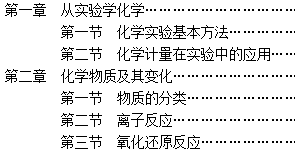 第一章 从实验学化学……………………
第一节 化学实验基本方法……………
第二节 化学计量在实验中的应用……
第二章 化学物质及其变化………………
第一节 物质的分类……………………
第二节 离子反应………………………
第三节 氧化还原反应…………………